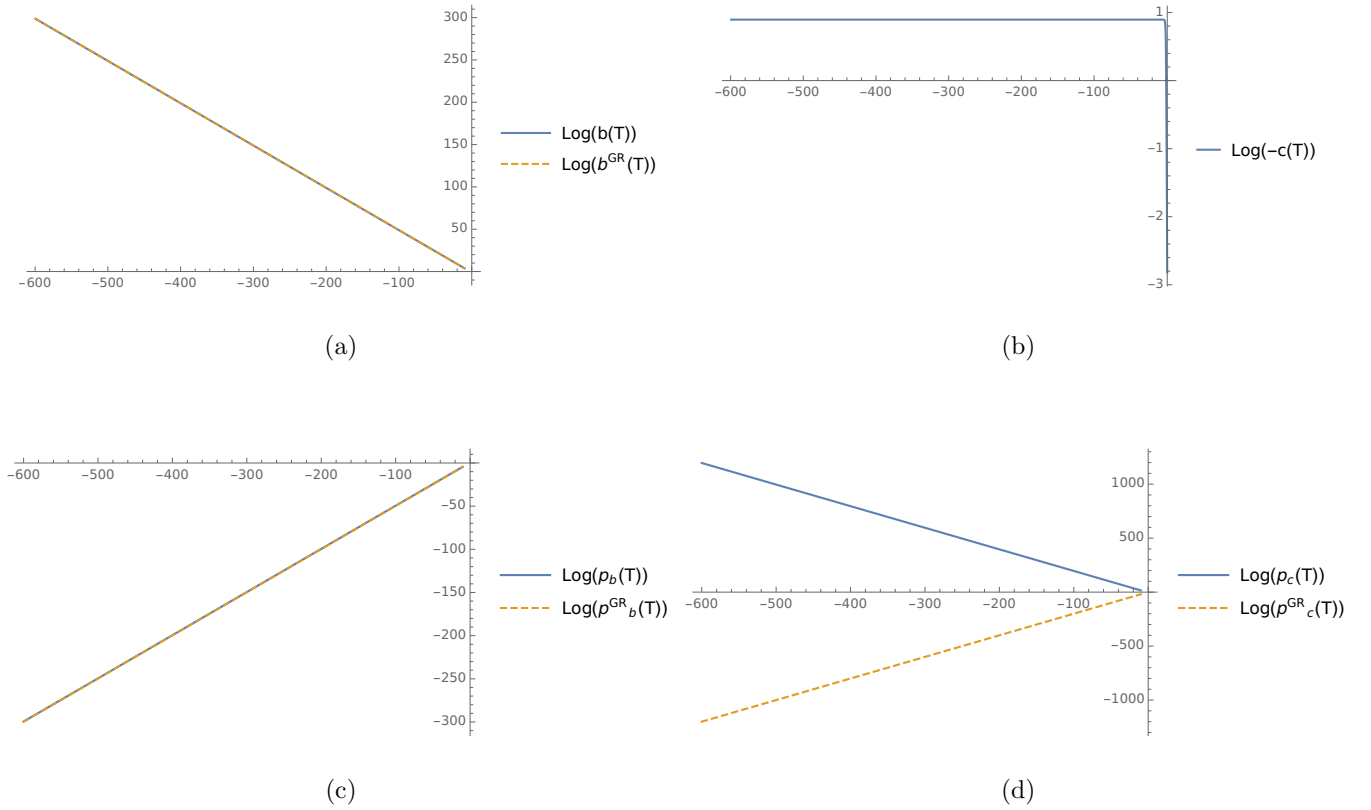 300
250
200
150
100
50
−600 −500 −400 −300 −200 −100
Log(b(T))
Log(b^GR(T))
(a)
1
−600 −500 −400 −300 −200 −100
−1
−2
−3
Log(−c(T))
(b)
−600 −500 −400 −300 −200 −100
−50
−100
−150
−200
−250
−300
Log(p_b(T))
Log(p^GR_b(T))
(c)
1000
500
−600 −500 −400 −300 −200 −100
−500
−1000
Log(p_c(T))
Log(p^GR_c(T))
(d)